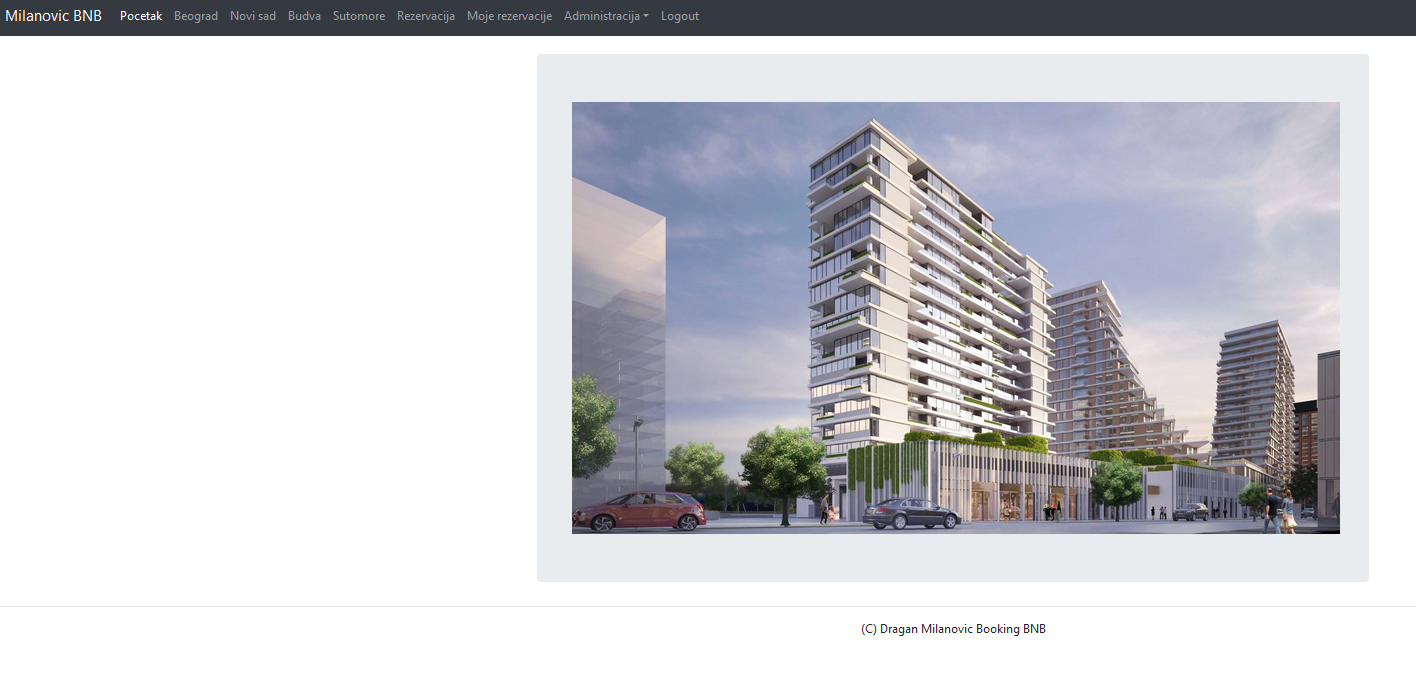 Milanovic BNB Pocetak Beograd Novi sad Budva Sutomore Rezervacija Moje rezervacije Administracija Logout
(C) Dragan Milanovic Booking BNB